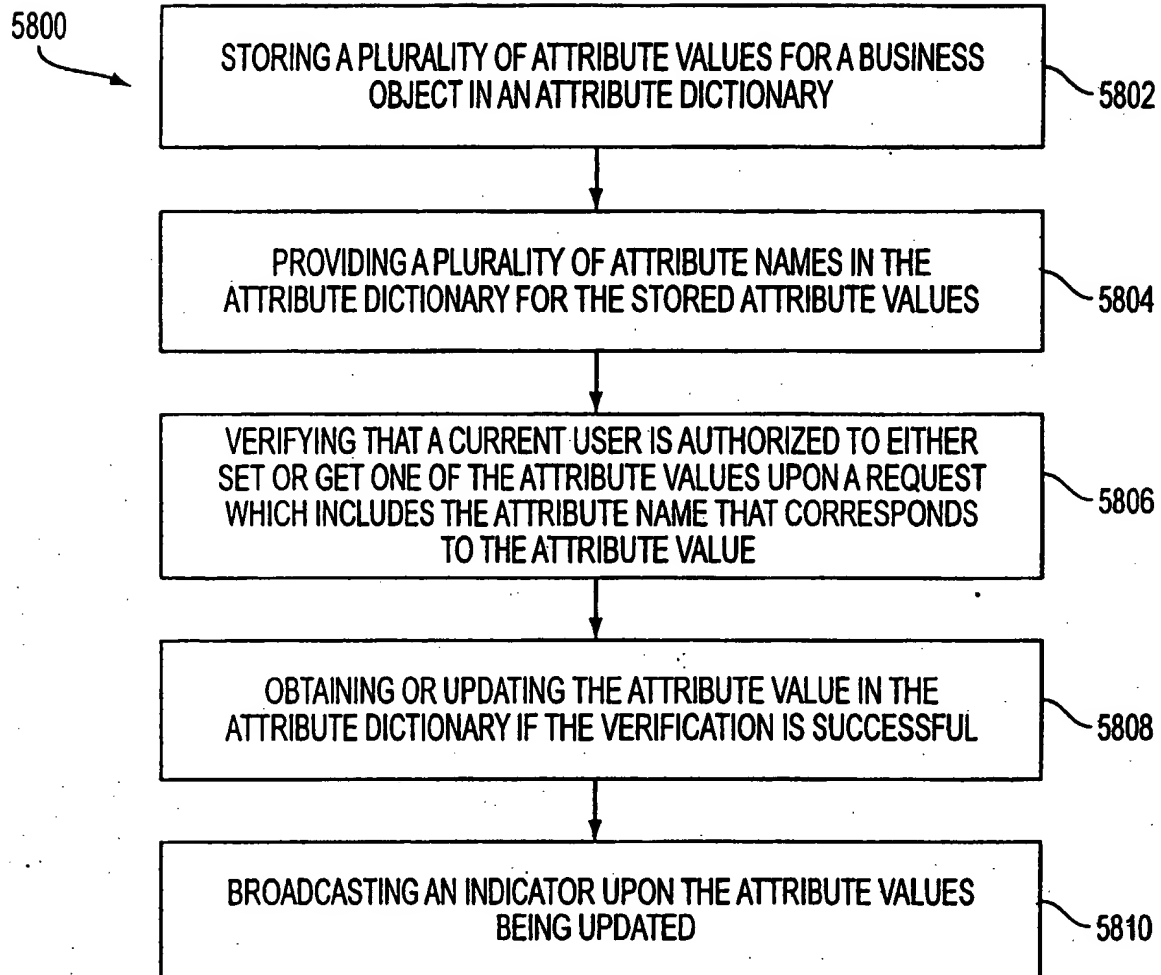 5800
STORING A PLURALITY OF ATTRIBUTE VALUES FOR A BUSINESS
OBJECT IN AN ATTRIBUTE DICTIONARY
5802
PROVIDING A PLURALITY OF ATTRIBUTE NAMES IN THE
ATTRIBUTE DICTIONARY FOR THE STORED ATTRIBUTE VALUES
5804
VERIFYING THAT A CURRENT USER IS AUTHORIZED TO EITHER
SET OR GET ONE OF THE ATTRIBUTE VALUES UPON A REQUEST
WHICH INCLUDES THE ATTRIBUTE NAME THAT CORRESPONDS
TO THE ATTRIBUTE VALUE
5806
OBTAINING OR UPDATING THE ATTRIBUTE VALUE IN THE
ATTRIBUTE DICTIONARY IF THE VERIFICATION IS SUCCESSFUL
5808
BROADCASTING AN INDICATOR UPON THE ATTRIBUTE VALUES
BEING UPDATED
5810